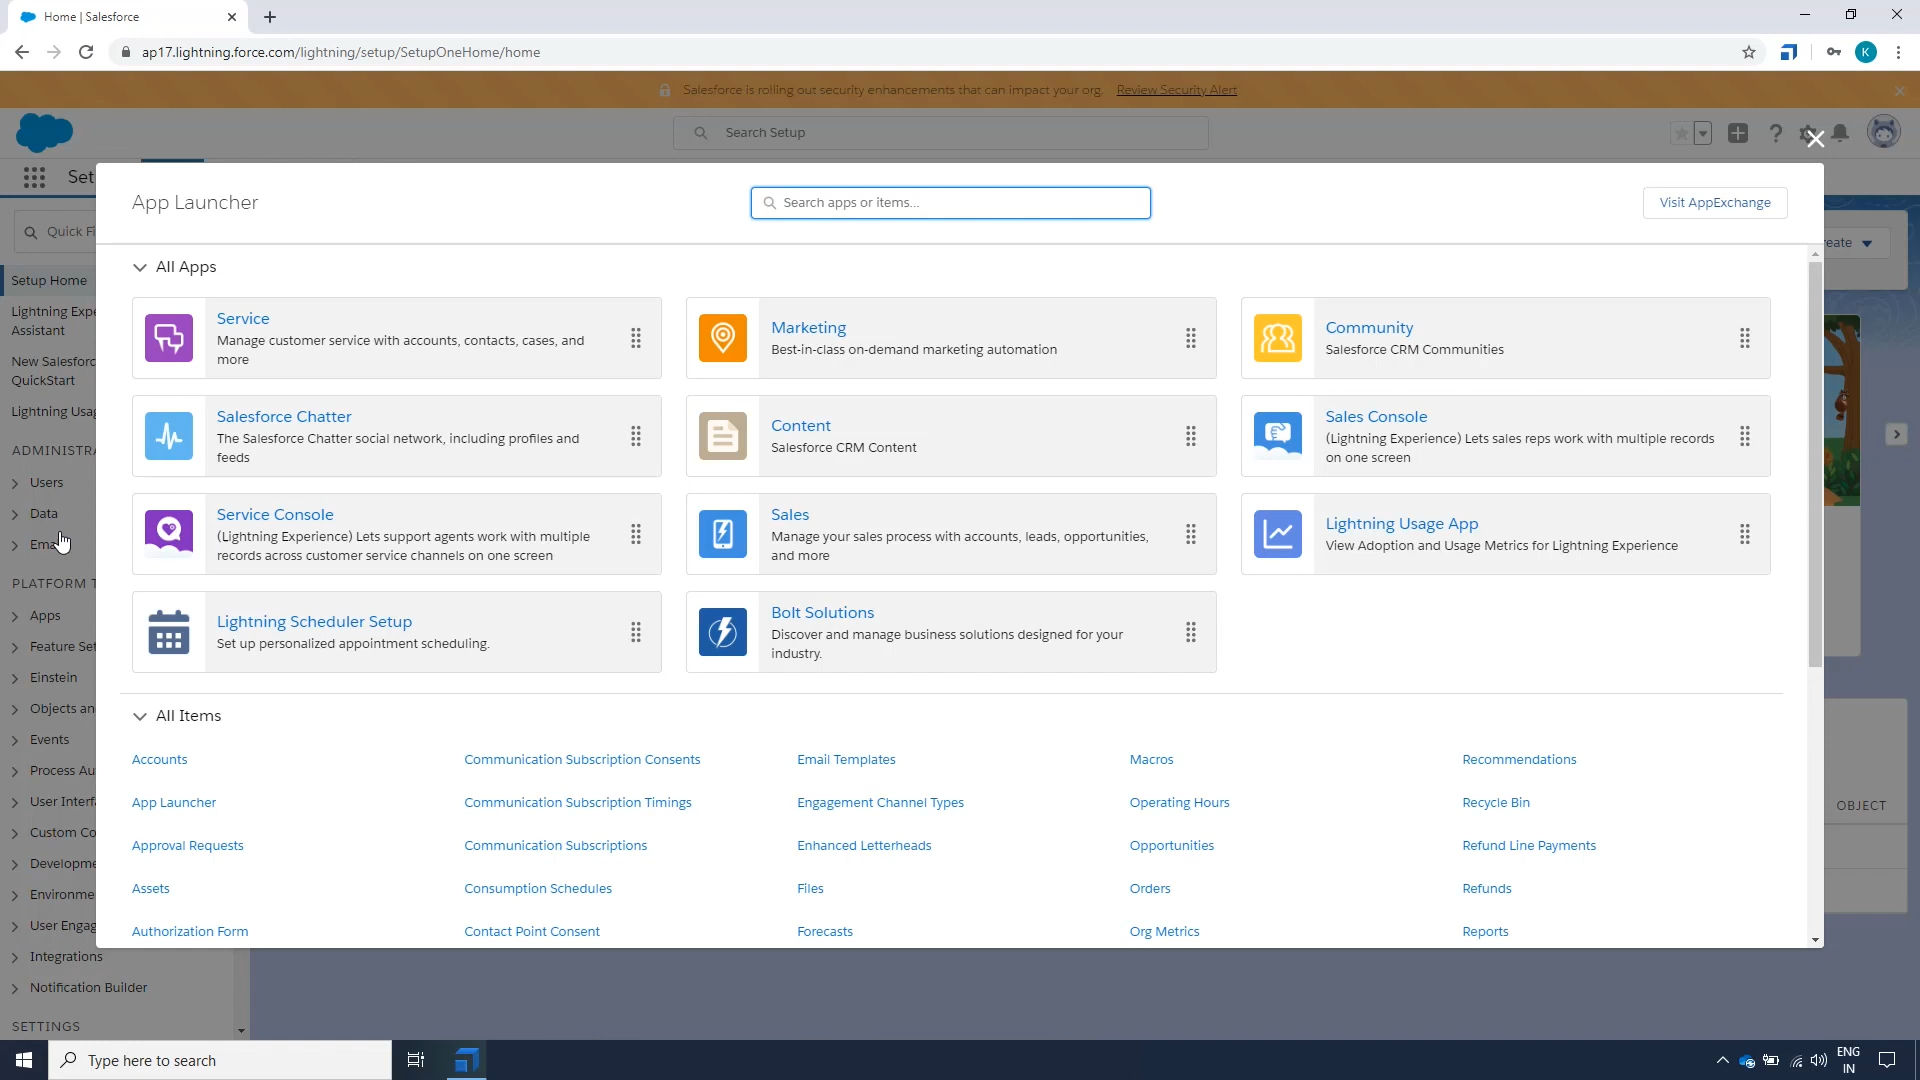 Home | Salesforce
ap17.lightning.force.com/lightning/setup/SetupOneHome/home
K
Salesforce is rolling out security enhancements that can impact your org. Review Security Alert
Search Setup
Set
App Launcher
Search apps or items...
Visit AppExchange
Quick Fi
Setup Home
Lightning Expe
Assistant
New Salesforc
QuickStart
Lightning Usag
ADMINISTRA
Users
Data
Ema
PLATFORM T
Apps
Feature Set
Einstein
Objects an
Events
Process Au
User Interfa
Custom Co
Developme
Environme
User Engag
Integrations
Notification Builder
SETTINGS
reate
OBJECT
All Apps
Service
Manage customer service with accounts, contacts, cases, and
more
Marketing
Best-in-class on-demand marketing automation
Community
Salesforce CRM Communities
Salesforce Chatter
The Salesforce Chatter social network, including profiles and
feeds
Content
Salesforce CRM Content
Sales Console
(Lightning Experience) Lets sales reps work with multiple records
on one screen
Service Console
(Lightning Experience) Lets support agents work with multiple
records across customer service channels on one screen
Sales
Manage your sales process with accounts, leads, opportunities,
and more
Lightning Usage App
View Adoption and Usage Metrics for Lightning Experience
Lightning Scheduler Setup
Set up personalized appointment scheduling.
Bolt Solutions
Discover and manage business solutions designed for your
industry.
All Items
Accounts
Communication Subscription Consents
Email Templates
Macros
Recommendations
App Launcher
Communication Subscription Timings
Engagement Channel Types
Operating Hours
Recycle Bin
Approval Requests
Communication Subscriptions
Enhanced Letterheads
Opportunities
Refund Line Payments
Assets
Consumption Schedules
Files
Orders
Refunds
Authorization Form
Contact Point Consent
Forecasts
Org Metrics
Reports
Type here to search
ENG
IN